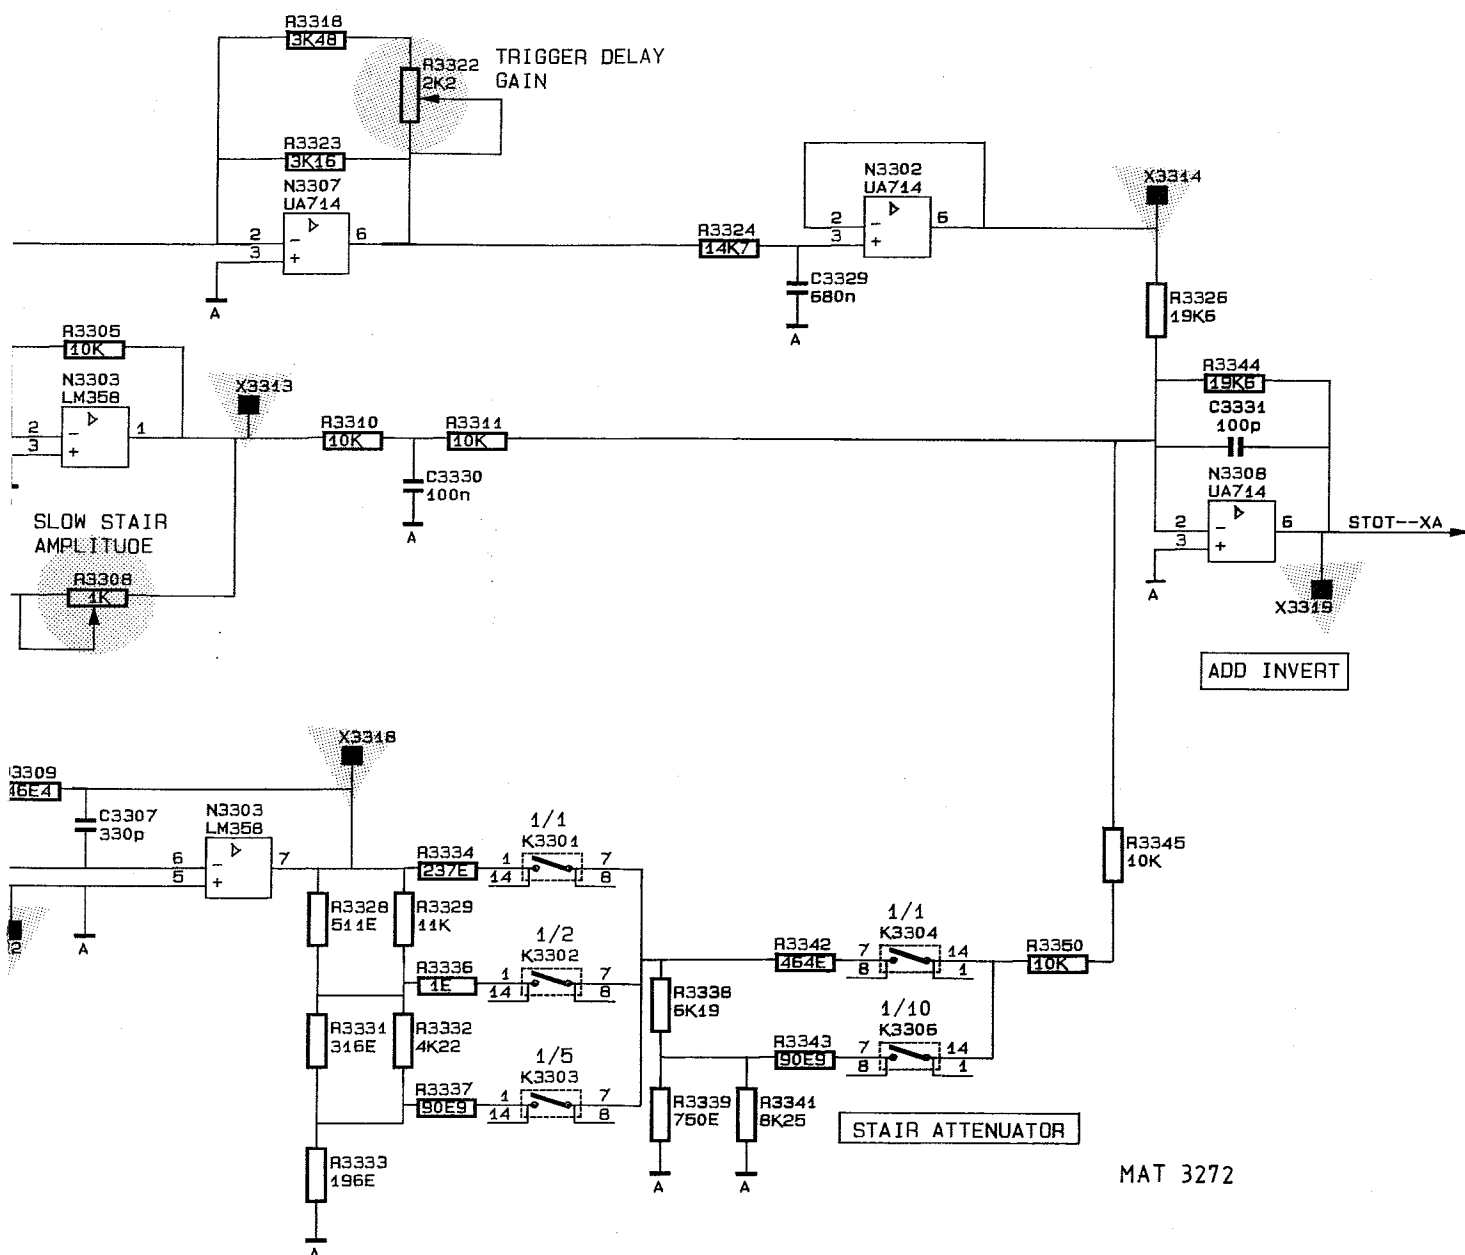 R3318
3K48
R3322
2K2
TRIGGER DELAY
GAIN
R3323
3K16
N3307
UA714
2
3
6
A
R3324
14K7
C3329
680n
A
N3302
UA714
2
3
6
X3314
R3326
19K6
R3305
10K
N3303
LM358
2
3
1
X3313
R3310
10K
R3311
10K
C3330
100n
A
R3344
19K6
C3331
100p
N3308
UA714
2
3
6
STOT--XA
A
X3319
ADD INVERT
SLOW STAIR
AMPLITUDE
R3308
1K
X3318
3309
46E4
C3307
330p
N3303
LM358
6
5
7
A
2
R3334
237E
1/1
K3301
1
14
7
8
R3328
511E
R3329
11K
R3336
1E
1/2
K3302
1
14
7
8
R3331
316E
R3332
4K22
R3337
90E9
1/5
K3303
1
14
7
8
R3333
196E
A
R3338
6K19
R3339
750E
A
R3341
8K25
A
R3342
464E
1/1
K3304
7
8
14
1
R3343
90E9
1/10
K3306
7
8
14
1
R3350
10K
R3345
10K
STAIR ATTENUATOR
MAT 3272